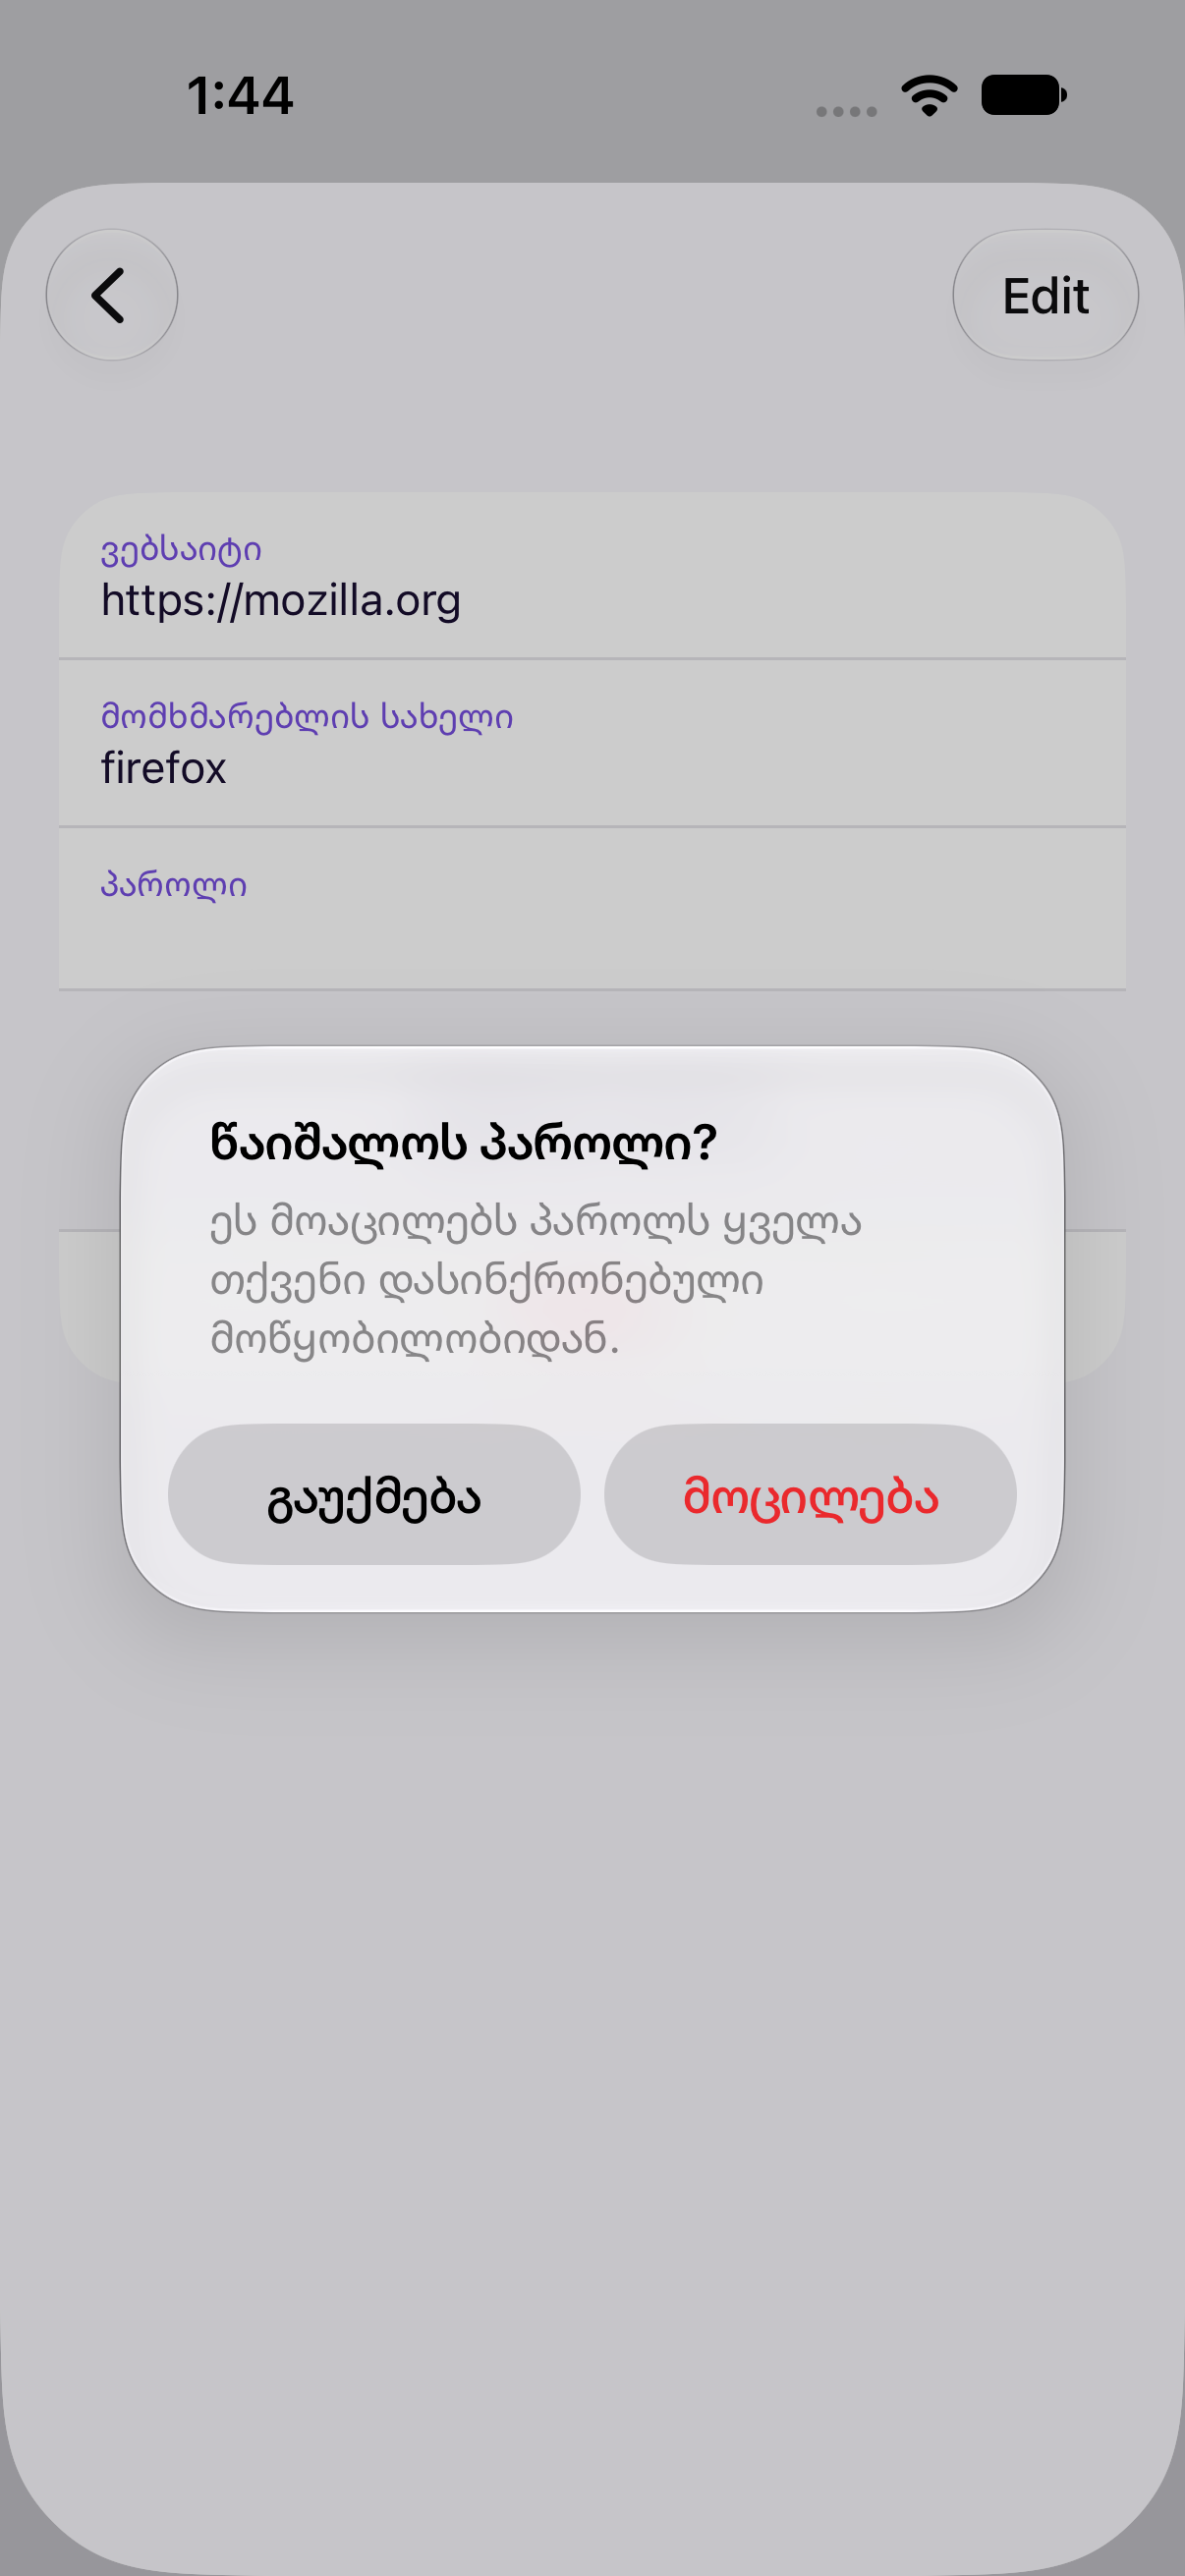 1:44
Edit
ვებსაიტი
https://mozilla.org
მომხმარებლის სახელი
firefox
პაროლი
წაიშალოს პაროლი?
ეს მოაცილებს პაროლს ყველა
თქვენი დასინქრონებული
მოწყობილობიდან.
გაუქმება
მოცილება